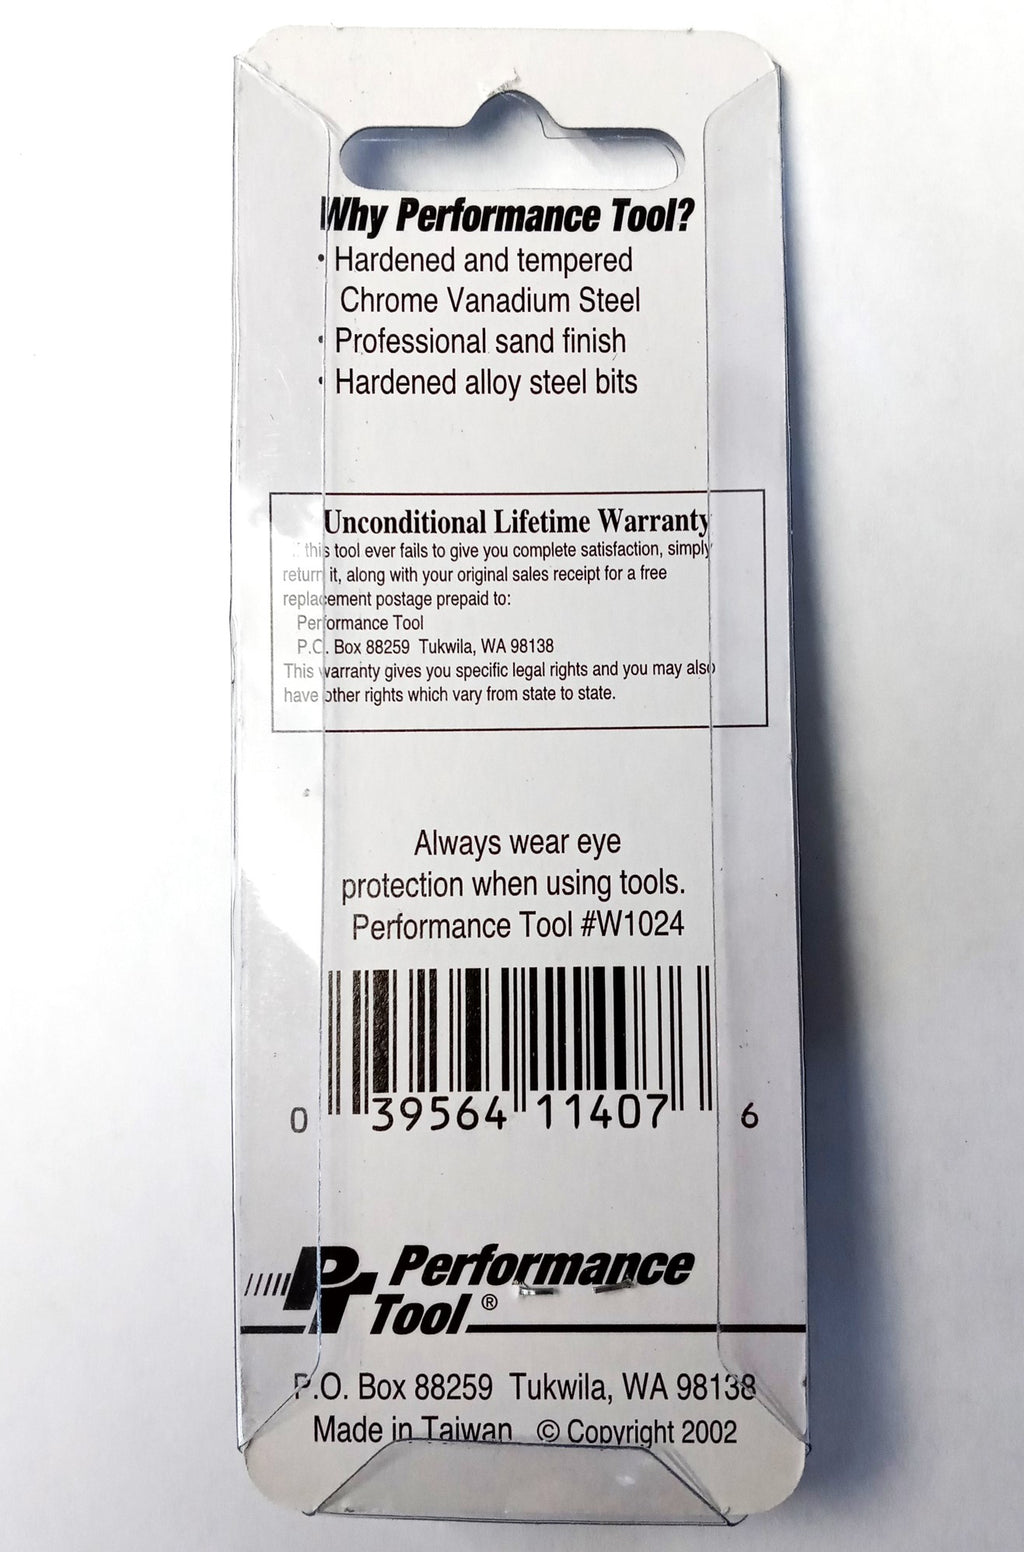 Why Performance Tool?
• Hardened and tempered
Chrome Vanadium Steel
• Professional sand finish
• Hardened alloy steel bits
Unconditional Lifetime Warranty
If this tool ever fails to give you complete satisfaction, simply
return it, along with your original sales receipt for a free
replacement postage prepaid to:
Performance Tool
P.O. Box 88259 Tukwila, WA 98138
This warranty gives you specific legal rights and you may also
have other rights which vary from state to state.
Always wear eye
protection when using tools.
Performance Tool #W1024
0 39564 11407 6
PT Performance
Tool ®
P.O. Box 88259 Tukwila, WA 98138
Made in Taiwan © Copyright 2002